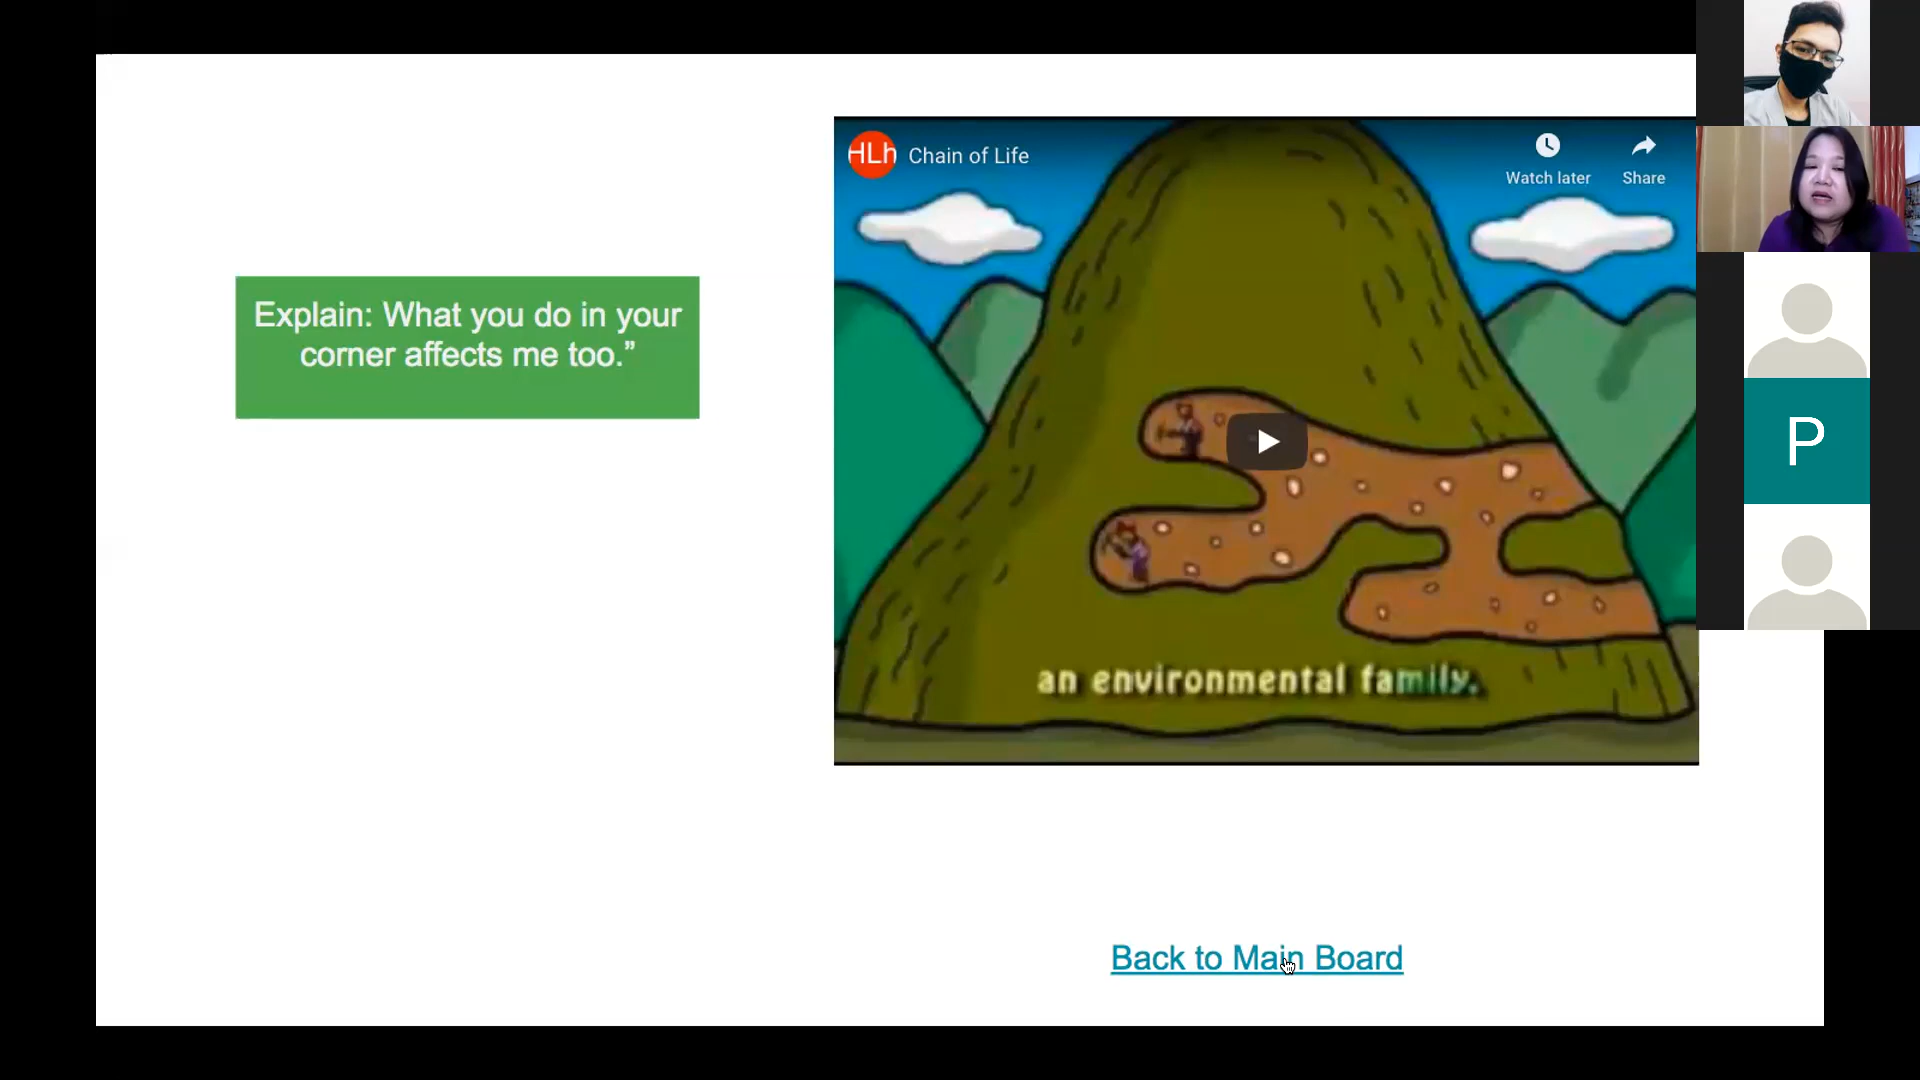 HLh
Chain of Life
Watch later
Share
Explain: What you do in your
corner affects me too.”
an environmental family.
P
Back to Main Board